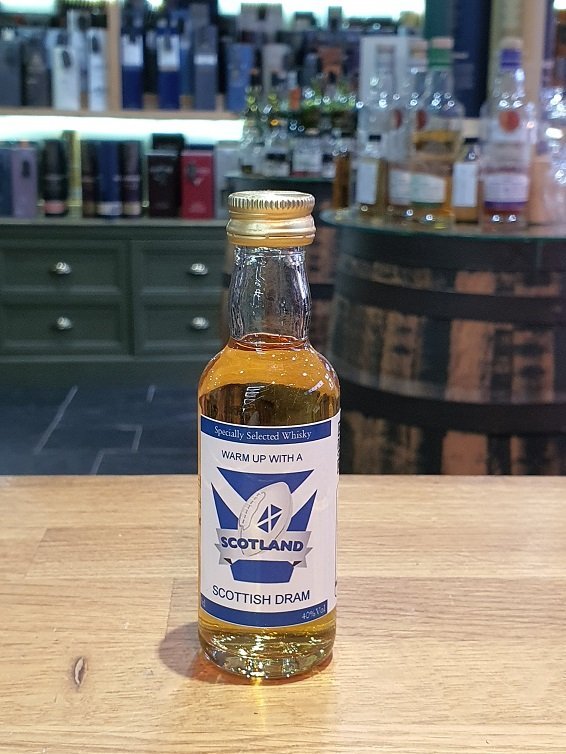 Specially Selected Whisky
WARM UP WITH A
SCOTLAND
SCOTTISH DRAM
40% Vol